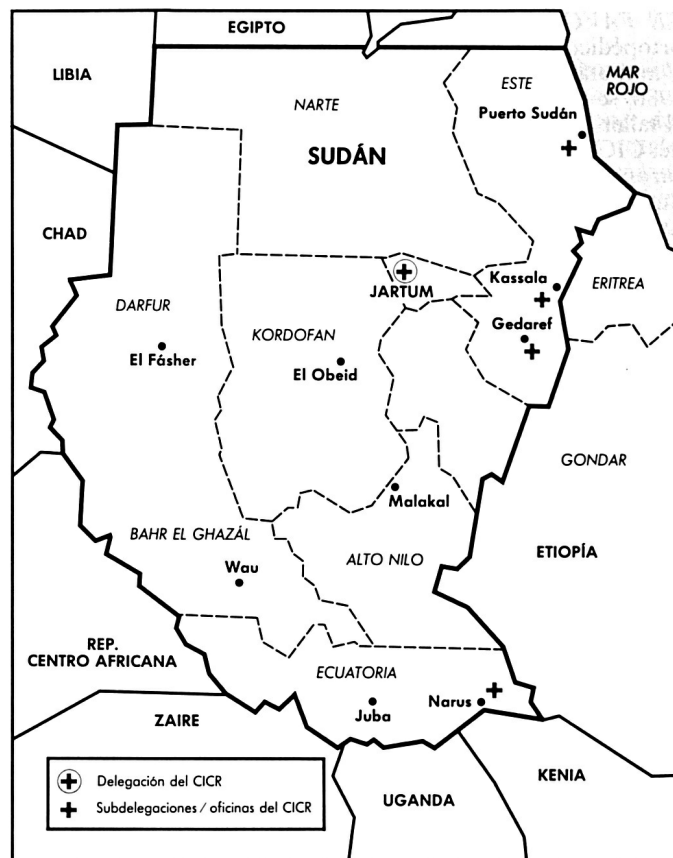 EGIPTO
LIBIA
MAR
ROJO
ESTE
NARTE
Puerto Sudán
SUDÁN
CHAD
Kassala
JARTUM
ERITREA
DARFUR
Gedaref
KORDOFAN
El Fásher
El Obeid
GONDAR
Malakal
BAHR EL GHAZÁL
ALTO NILO
ETIOPÍA
Wau
REP.
CENTRO AFRICANA
ECUATORIA
Narus
Juba
ZAIRE
KENIA
UGANDA
Delegación del CICR
Subdelegaciones / oficinas del CICR